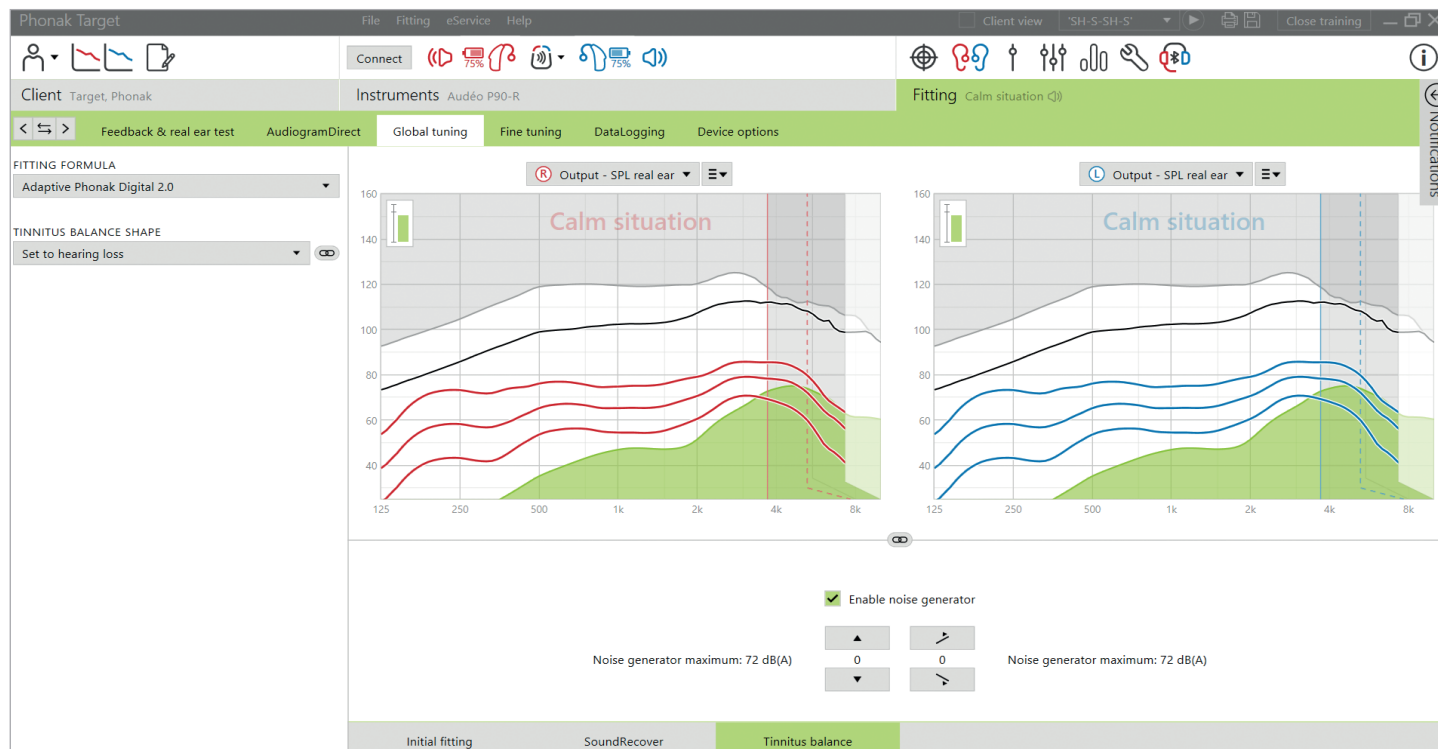 Phonak Target File Fitting eService Help Client view 'SH-S-SH-S' Close training
Connect 75% 75%
Client Target, Phonak Instruments Audéo P90-R Fitting Calm situation
Feedback & real ear test AudiogramDirect Global tuning Fine tuning DataLogging Device options
Notifications
FITTING FORMULA
Adaptive Phonak Digital 2.0
TINNITUS BALANCE SHAPE
Set to hearing loss
R Output - SPL real ear
Calm situation
160
140
120
100
80
60
40
125 250 500 1k 2k 4k 8k
L Output - SPL real ear
Calm situation
160
140
120
100
80
60
40
125 250 500 1k 2k 4k 8k
Enable noise generator
Noise generator maximum: 72 dB(A) 0 0 Noise generator maximum: 72 dB(A)
Initial fitting SoundRecover Tinnitus balance